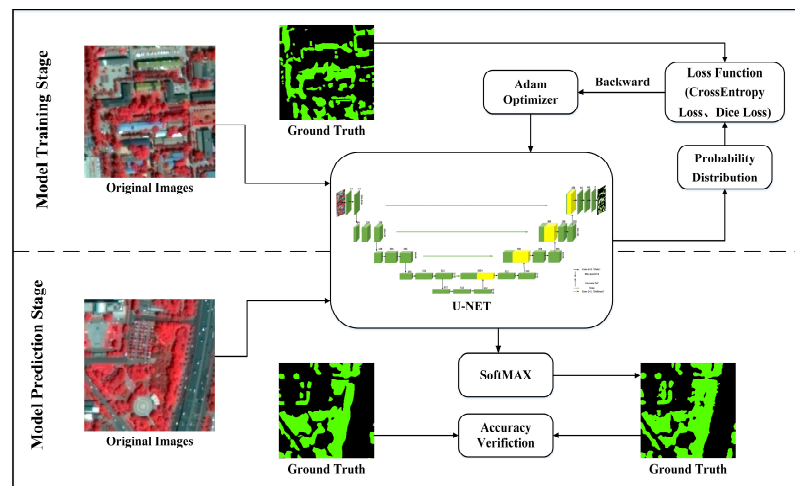 Model Training Stage
Original Images
Ground Truth
Adam
Optimizer
Backward
Loss Function
(CrossEntropy
Loss、Dice Loss)
Probability
Distribution
U-NET
Model Prediction Stage
Original Images
SoftMAX
Ground Truth
Accuracy
Verifiction
Ground Truth